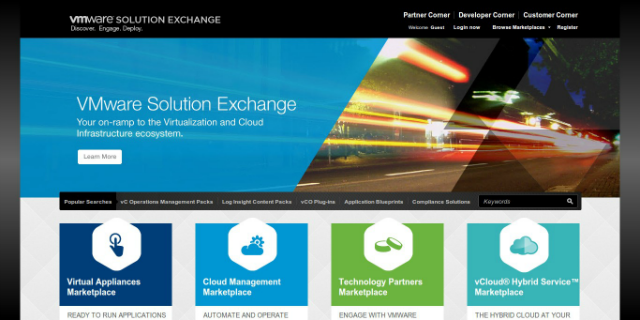 vmware SOLUTION EXCHANGE
Discover. Engage. Deploy.
Partner Corner Developer Corner Customer Corner
Welcome Guest Login now Browse Marketplaces Register
VMware Solution Exchange
Your on-ramp to the Virtualization and Cloud
Infrastructure ecosystem.
Learn More
Popular Searches vC Operations Management Packs Log Insight Content Packs vCO Plug-ins Application Blueprints Compliance Solutions Keywords
Virtual Appliances
Marketplace
READY TO RUN APPLICATIONS
Cloud Management
Marketplace
AUTOMATE AND OPERATE
Technology Partners
Marketplace
ENGAGE WITH VMWARE
vCloud® Hybrid Service™
Marketplace
THE HYBRID CLOUD AT YOUR